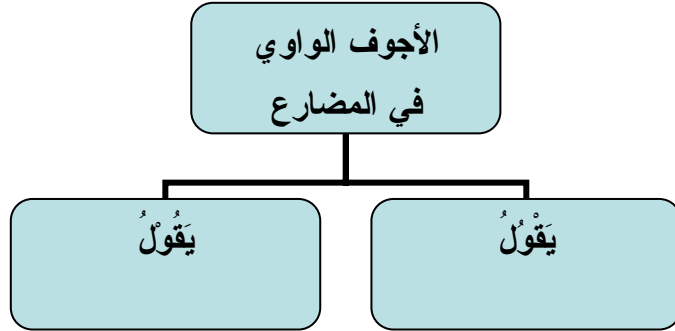 الأجوف الواوي
في المضارع
يَقْوُلُ
يَقُوْلُ